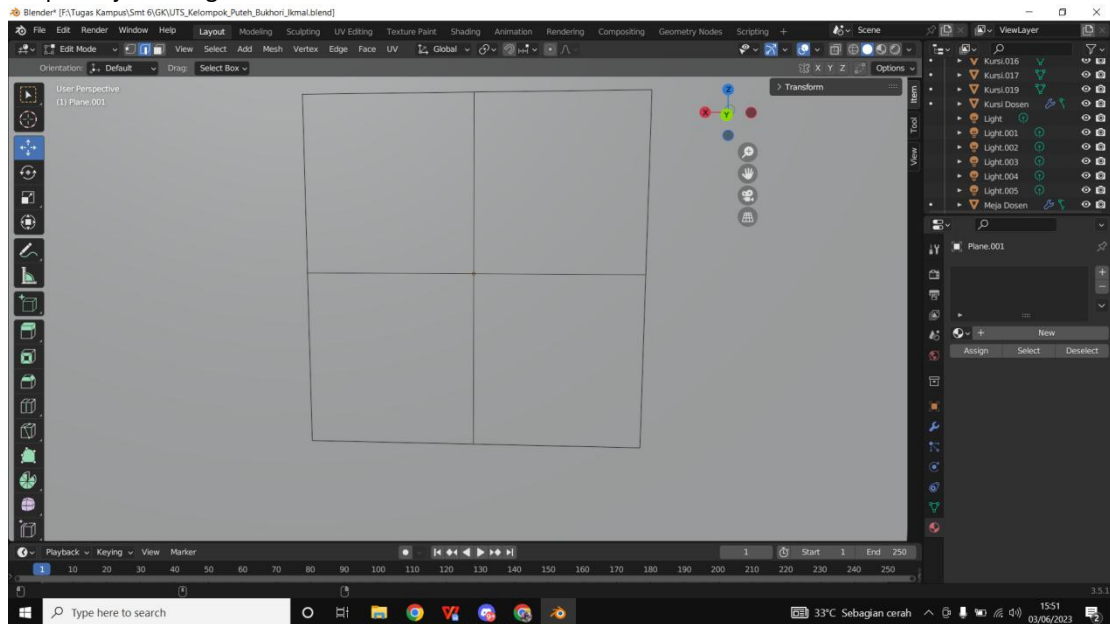 Blender* [F:\Tugas Kampus\Smt 6\GK\UTS_Kelompok_Puteh_Bukhori_Ikmal.blend]
File Edit Render Window Help Layout Modeling Sculpting UV Editing Texture Paint Shading Animation Rendering Compositing Geometry Nodes Scripting + Scene ViewLayer
Edit Mode View Select Add Mesh Vertex Edge Face UV Global
Orientation: Default Drag: Select Box X Y Z Options
User Perspective
(1) Plane.001
Z
X
Y
Transform
Item
Tool
View
Kursi.016
Kursi.017
Kursi.019
Kursi Dosen
Light
Light.001
Light.002
Light.003
Light.004
Light.005
Meja Dosen
Plane.001
New
Assign Select Deselect
Playback Keying View Marker 1 Start 1 End 250
1 10 20 30 40 50 60 70 80 90 100 110 120 130 140 150 160 170 180 190 200 210 220 230 240 250
3.5.1
Type here to search 33°C Sebagian cerah 15:51
03/06/2023